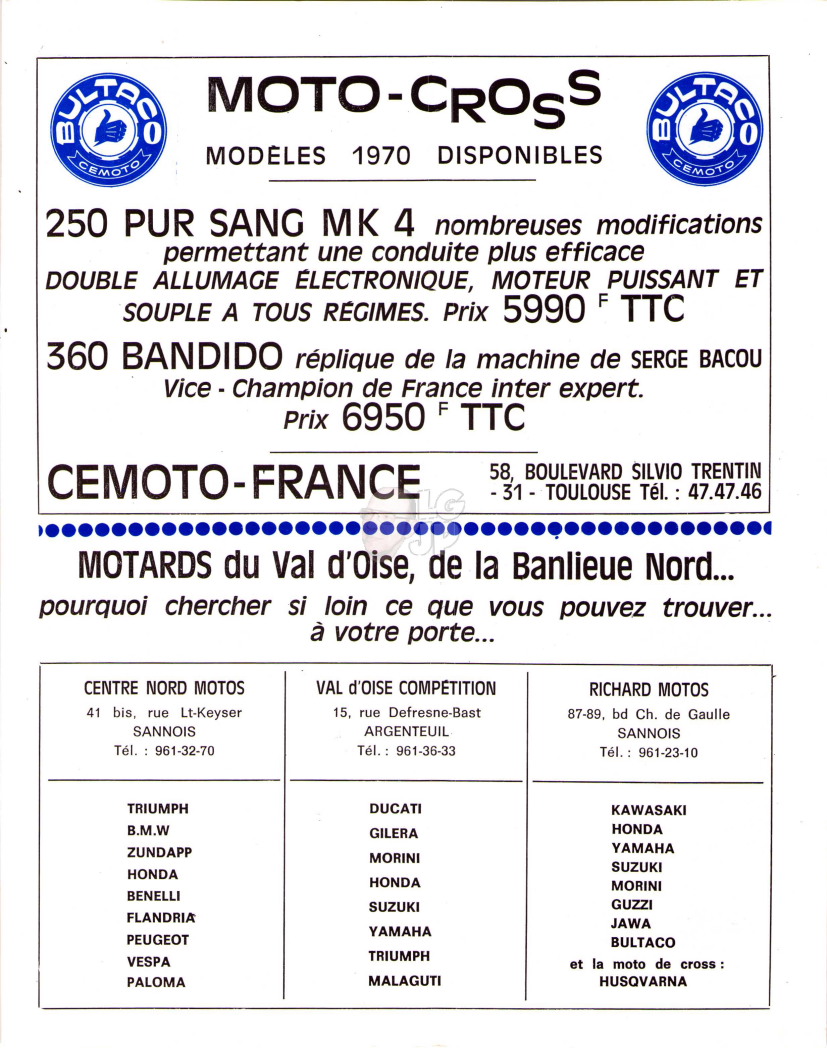 BULTACO
CEMOTO
MOTO-CROSS
BULTACO
CEMOTO
MODÈLES 1970 DISPONIBLES
250 PUR SANG MK 4 nombreuses modifications
permettant une conduite plus efficace
DOUBLE ALLUMAGE ÉLECTRONIQUE, MOTEUR PUISSANT ET
SOUPLE A TOUS RÉGIMES. Prix 5990 F TTC
360 BANDIDO réplique de la machine de SERGE BACOU
Vice - Champion de France inter expert.
Prix 6950 F TTC
CEMOTO-FRANCE
58, BOULEVARD SILVIO TRENTIN
- 31 - TOULOUSE Tél. : 47.47.46
LG
JP
MOTARDS du Val d'Oise, de la Banlieue Nord...
pourquoi chercher si loin ce que vous pouvez trouver...
à votre porte...
CENTRE NORD MOTOS
41 bis, rue Lt-Keyser
SANNOIS
Tél. : 961-32-70
TRIUMPH
B.M.W
ZUNDAPP
HONDA
BENELLI
FLANDRIA
PEUGEOT
VESPA
PALOMA
VAL d'OISE COMPÉTITION
15, rue Defresne-Bast
ARGENTEUIL
Tél. : 961-36-33
DUCATI
GILERA
MORINI
HONDA
SUZUKI
YAMAHA
TRIUMPH
MALAGUTI
RICHARD MOTOS
87-89, bd Ch. de Gaulle
SANNOIS
Tél. : 961-23-10
KAWASAKI
HONDA
YAMAHA
SUZUKI
MORINI
GUZZI
JAWA
BULTACO
et la moto de cross :
HUSQVARNA